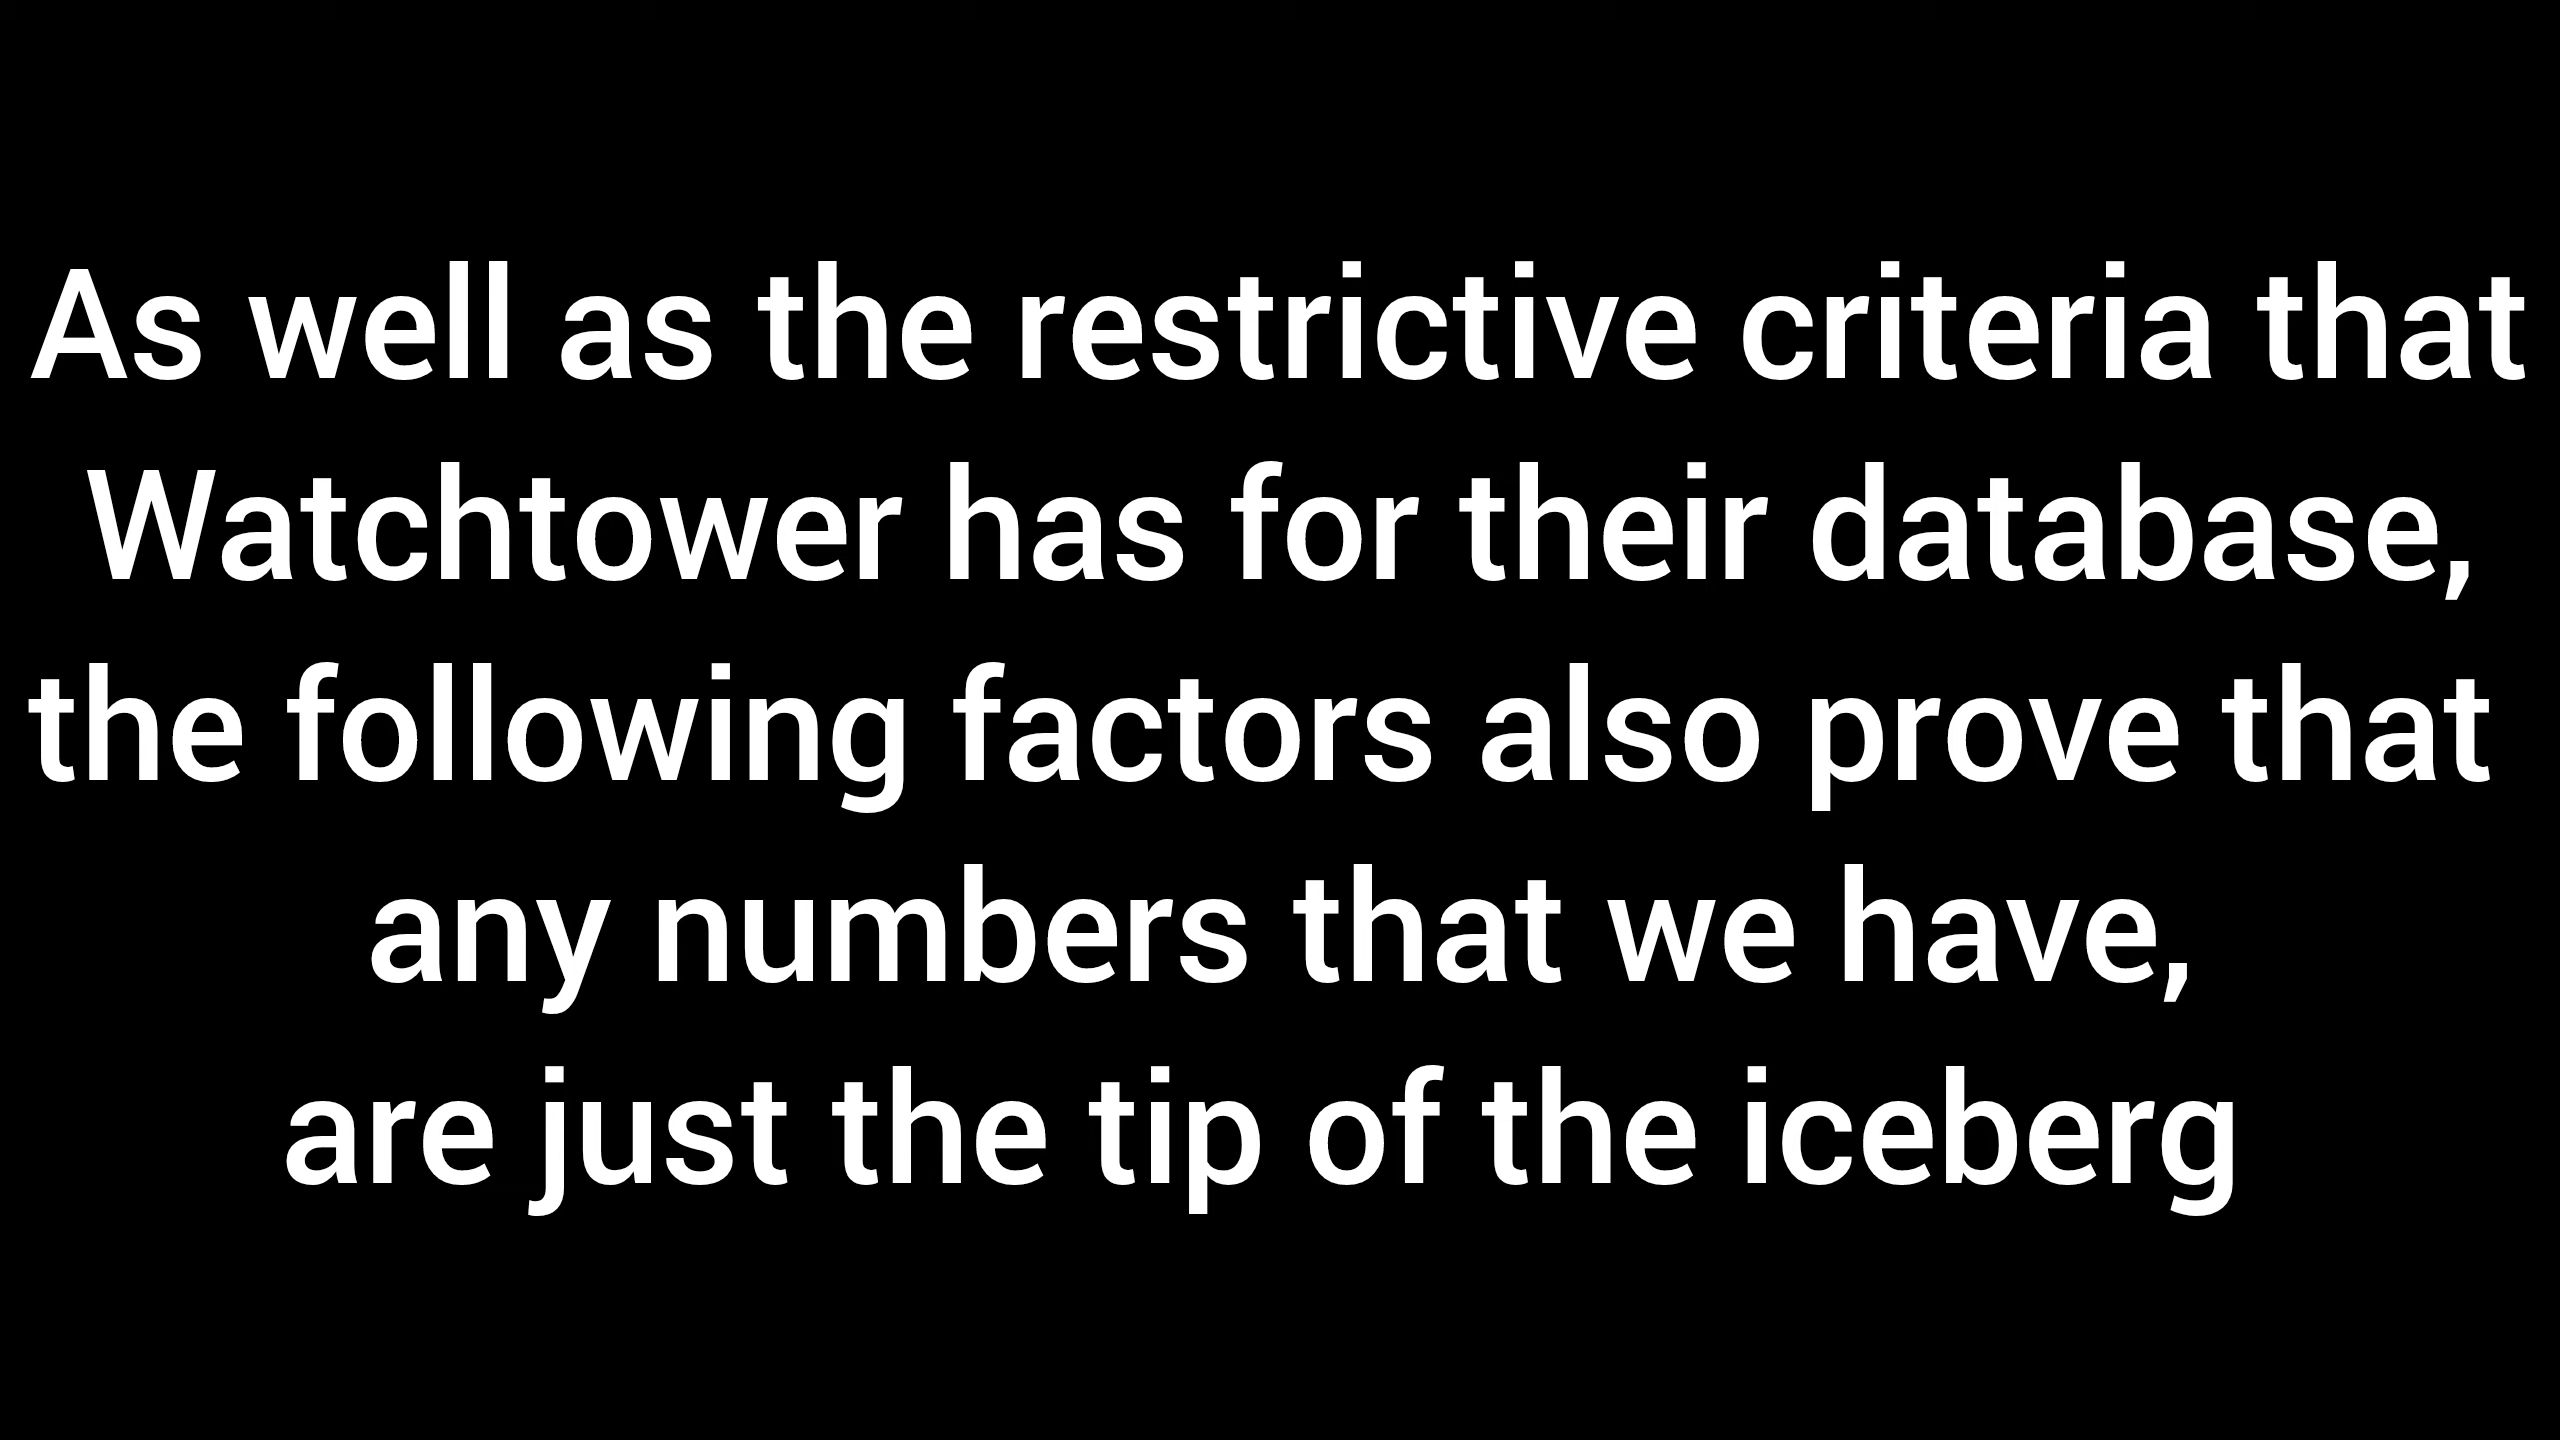 As well as the restrictive criteria that
Watchtower has for their database,
the following factors also prove that
any numbers that we have,
are just the tip of the iceberg